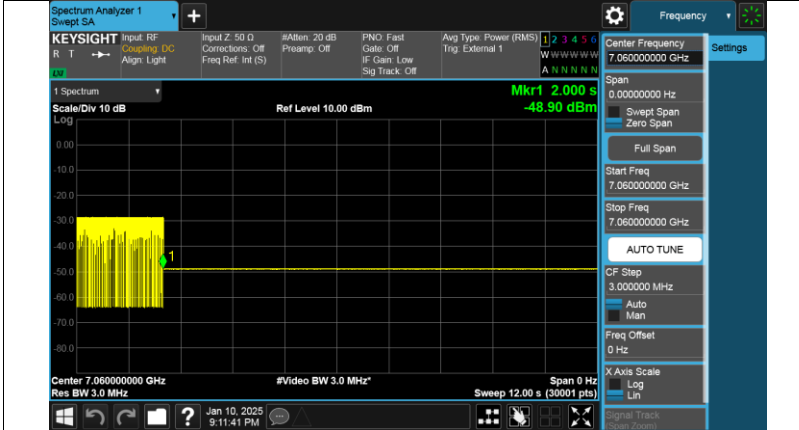 Spectrum Analyzer 1
Swept SA
Frequency
KEYSIGHT
R T
LNI
Input: RF
Coupling: DC
Align: Light
Input Z: 50 Ω
Corrections: Off
Freq Ref: Int (S)
#Atten: 20 dB
Preamp: Off
PNO: Fast
Gate: Off
IF Gain: Low
Sig Track: Off
Avg Type: Power (RMS)
Trig: External 1
1 2 3 4 5 6
W W W W W W
A N N N N N
1 Spectrum
Scale/Div 10 dB
Log
Ref Level 10.00 dBm
Mkr1 2.000 s
-48.90 dBm
0.00
-10.0
-20.0
-30.0
-40.0
-50.0
-60.0
-70.0
-80.0
1
Center 7.060000000 GHz
Res BW 3.0 MHz
#Video BW 3.0 MHz*
Span 0 Hz
Sweep 12.00 s (30001 pts)
Jan 10, 2025
9:11:41 PM
Center Frequency
7.060000000 GHz
Span
0.00000000 Hz
Swept Span
Zero Span
Full Span
Start Freq
7.060000000 GHz
Stop Freq
7.060000000 GHz
AUTO TUNE
CF Step
3.000000 MHz
Auto
Man
Freq Offset
0 Hz
X Axis Scale
Log
Lin
Signal Track
(Span Zoom)
Settings